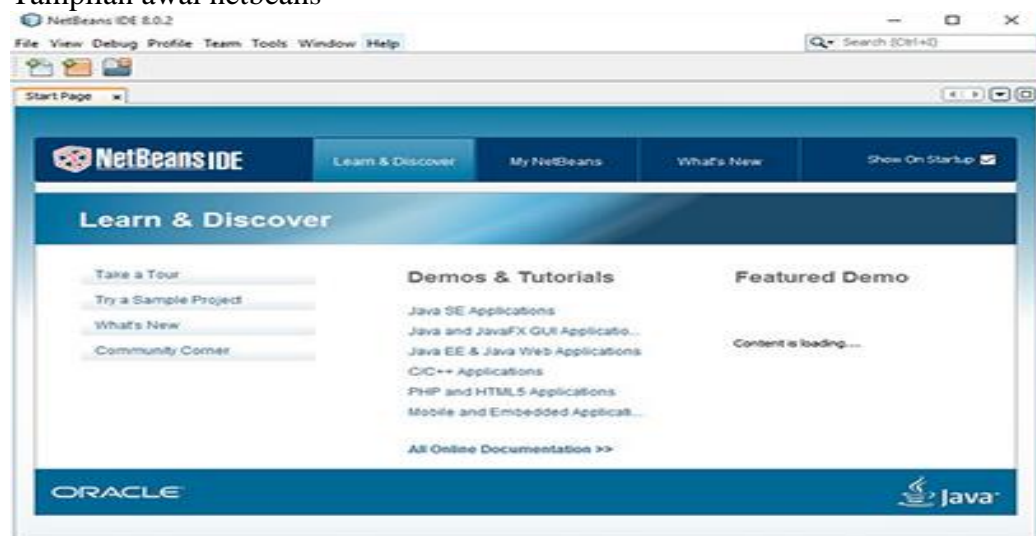 Tampilan awal netbeans
NetBeans IDE 8.0.2
File View Debug Profile Team Tools Window Help
Search (Ctrl+I)
Start Page
NetBeans IDE
Learn & Discover
My NetBeans
What's New
Show On Startup
Learn & Discover
Take a Tour
Try a Sample Project
What's New
Community Corner
Demos & Tutorials
Java SE Applications
Java and JavaFX GUI Applicatio...
Java EE & Java Web Applications
C/C++ Applications
PHP and HTML5 Applications
Mobile and Embedded Applicati...
All Online Documentation >>
Featured Demo
Content is loading....
ORACLE
Java